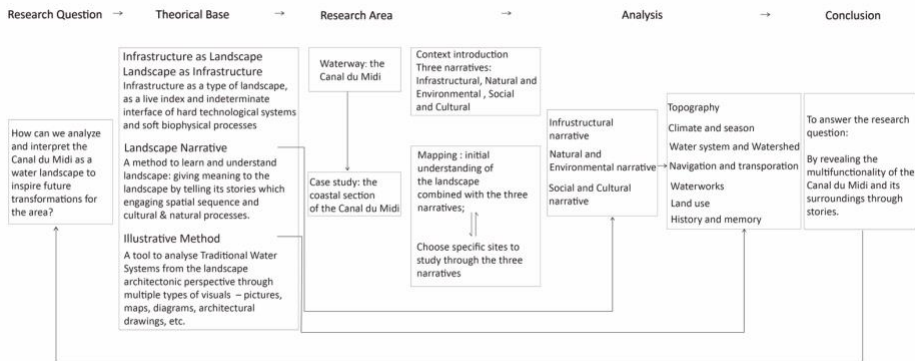 Research Question → Theorical Base → Research Area → Analysis → Conclusion
How can we analyze
and interpret the
Canal du Midi as a
water landscape to
inspire future
transformations for
the area?
Infrastructure as Landscape
Landscape as Infrastructure
Infrastructure as a type of landscape,
as a live index and indeterminate
interface of hard technological systems
and soft biophysical processes
Landscape Narrative
A method to learn and understand
landscape: giving meaning to the
landscape by telling its stories which
engaging spatial sequence and
cultural & natural processes.
Illustrative Method
A tool to analyse Traditional Water
Systems from the landscape
architectonic perspective through
multiple types of visuals – pictures,
maps, diagrams, architectural
drawings, etc.
Waterway: the
Canal du Midi
Case study: the
coastal section
of the Canal du Midi
Context introduction
Three narratives:
Infrastructural, Natural and
Environmental , Social
and Cultural
Mapping : initial
understanding of
the landscape
combined with the three
narratives;
Choose specific sites to
study through the three
narratives
Infrustructural
narrative
Natural and
Environmental narrative
Social and Cultural
narrative
Topography
Climate and season
Water system and Watershed
Navigation and transporation
Waterworks
Land use
History and memory
To answer the research
question:
By revealing the
multifunctionality of the
Canal du Midi and its
surroundings through
stories.